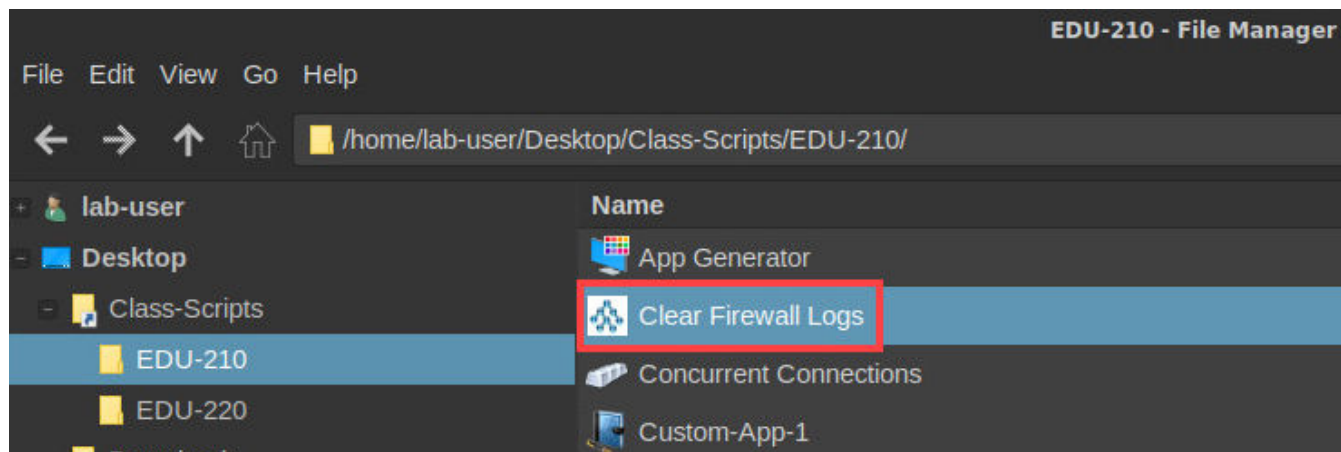 EDU-210 - File Manager
File Edit View Go Help
/home/lab-user/Desktop/Class-Scripts/EDU-210/
lab-user
Desktop
Class-Scripts
EDU-210
EDU-220
Name
App Generator
Clear Firewall Logs
Concurrent Connections
Custom-App-1